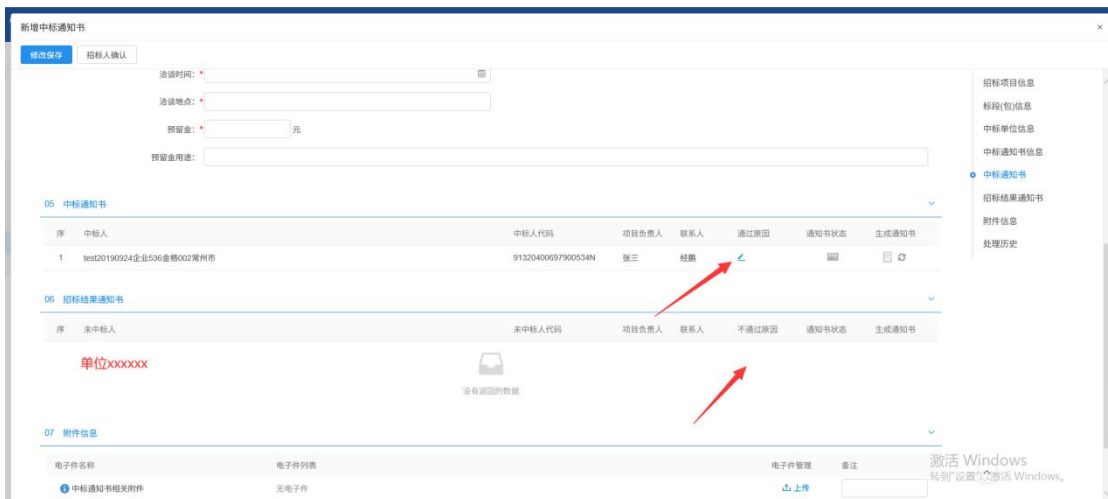 新增中标通知书
×
修改保存 招标人确认
洽谈时间：*
洽谈地点：*
预留金：* 元
预留金用途：
招标项目信息
标段(包)信息
中标单位信息
中标通知书信息
中标通知书
招标结果通知书
附件信息
处理历史
05 中标通知书
序 中标人 中标人代码 项目负责人 联系人 通过原因 通知书状态 生成通知书
1 test20190924企业536金格002常州市 91320400697900534N 张三 经鹏
06 招标结果通知书
序 未中标人 未中标人代码 项目负责人 联系人 不通过原因 通知书状态 生成通知书
单位xxxxxx
没有返回的数据
07 附件信息
电子件名称 电子件列表 电子件管理 备注
中标通知书相关附件 无电子件 上传
激活 Windows
转到"设置"以激活 Windows。